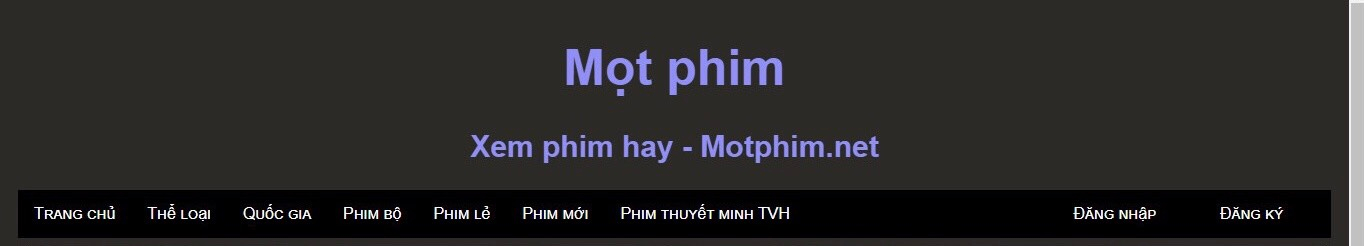 Mọt phim
Xem phim hay - Motphim.net
Trang chủ Thể loại Quốc gia Phim bộ Phim lẻ Phim mới Phim thuyết minh TVH Đăng nhập Đăng ký